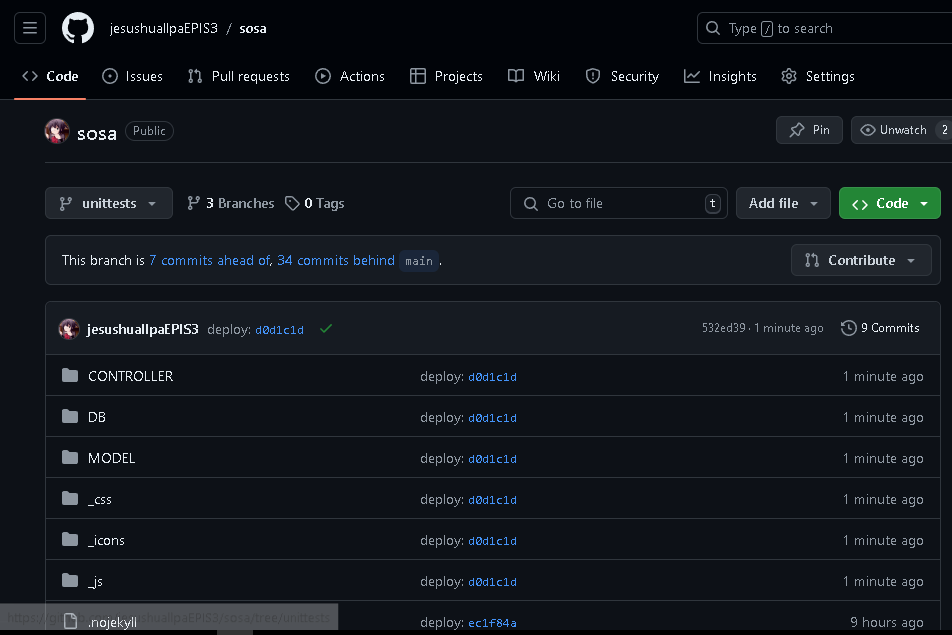 jesushuallpaEPIS3 / sosa
Type / to search
Code Issues Pull requests Actions Projects Wiki Security Insights Settings
sosa Public
Pin Unwatch 2
unittests 3 Branches 0 Tags Go to file t Add file Code
This branch is 7 commits ahead of, 34 commits behind main .
Contribute
jesushuallpaEPIS3 deploy: d0d1c1d 532ed39 · 1 minute ago 9 Commits
CONTROLLER deploy: d0d1c1d 1 minute ago
DB deploy: d0d1c1d 1 minute ago
MODEL deploy: d0d1c1d 1 minute ago
_css deploy: d0d1c1d 1 minute ago
_icons deploy: d0d1c1d 1 minute ago
_js deploy: d0d1c1d 1 minute ago
.nojekyll deploy: ec1f84a 9 hours ago